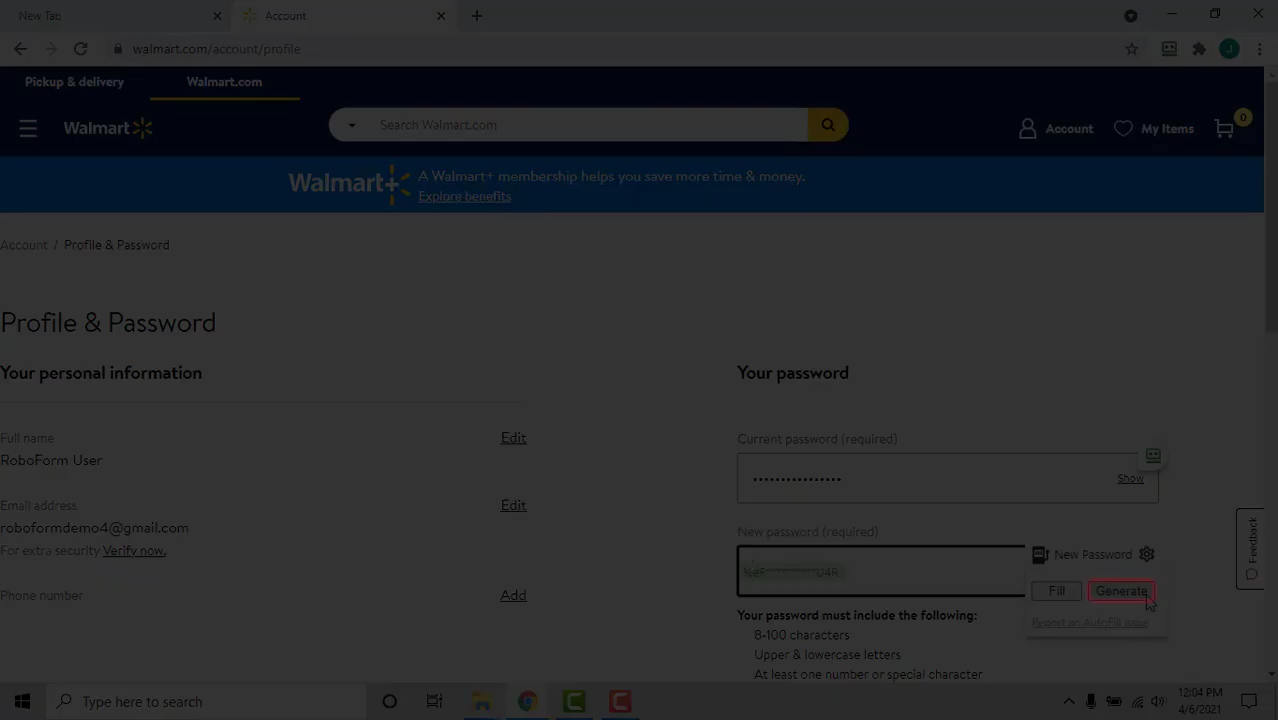 New Tab
Account
walmart.com/account/profile
J
Pickup & delivery
Walmart.com
Walmart
Search Walmart.com
Account
My Items
0
Walmart+
A Walmart+ membership helps you save more time & money.
Explore benefits
Account / Profile & Password
Profile & Password
Your personal information
Full name
Edit
RoboForm User
Email address
Edit
roboformdemo4@gmail.com
For extra security Verify now.
Phone number
Add
Your password
Current password (required)
••••••••••••••••
Show
New password (required)
New Password
Fill
Generate
Report an AutoFill issue
Your password must include the following:
8-100 characters
Upper & lowercase letters
At least one number or special character
Feedback
Type here to search
12:04 PM
4/6/2021